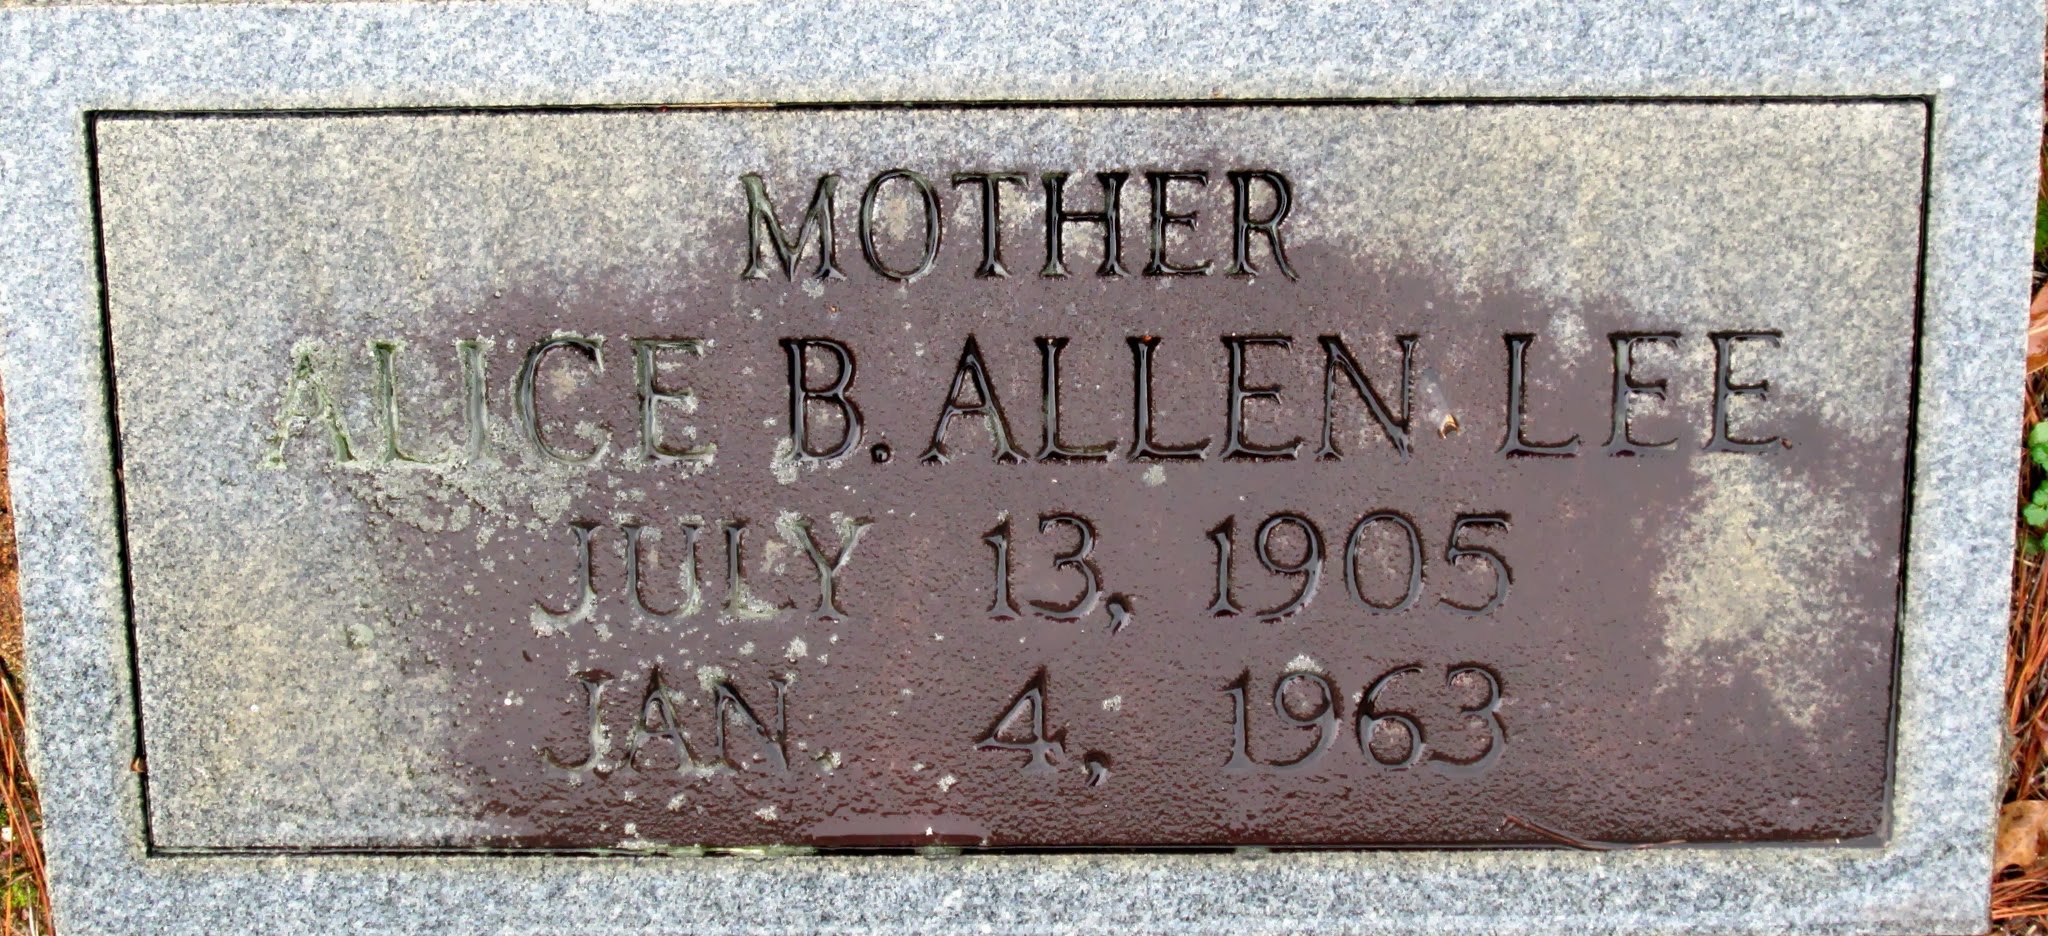 MOTHER
ALICE B. ALLEN LEE
JULY 13, 1905
JAN. 4, 1963